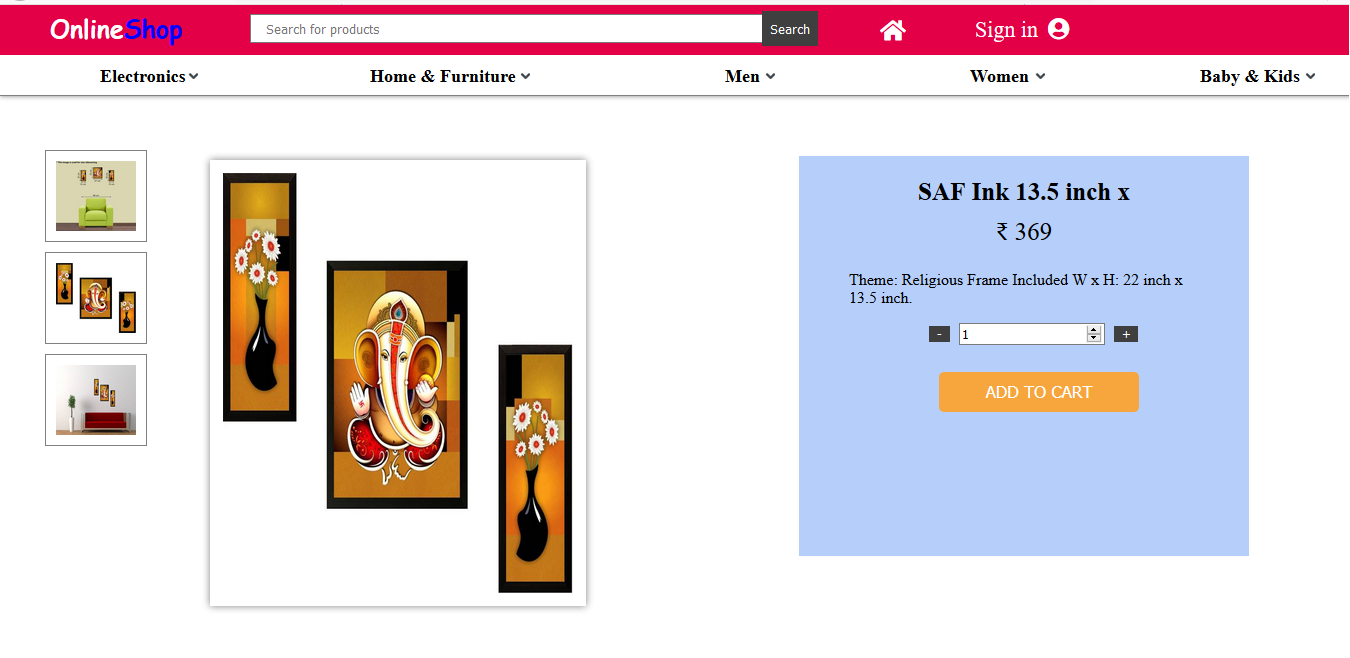 OnlineShop
Search for products
Search
Sign in
Electronics
Home & Furniture
Men
Women
Baby & Kids
SAF Ink 13.5 inch x
₹ 369
Theme: Religious Frame Included W x H: 22 inch x
13.5 inch.
- 1 +
ADD TO CART